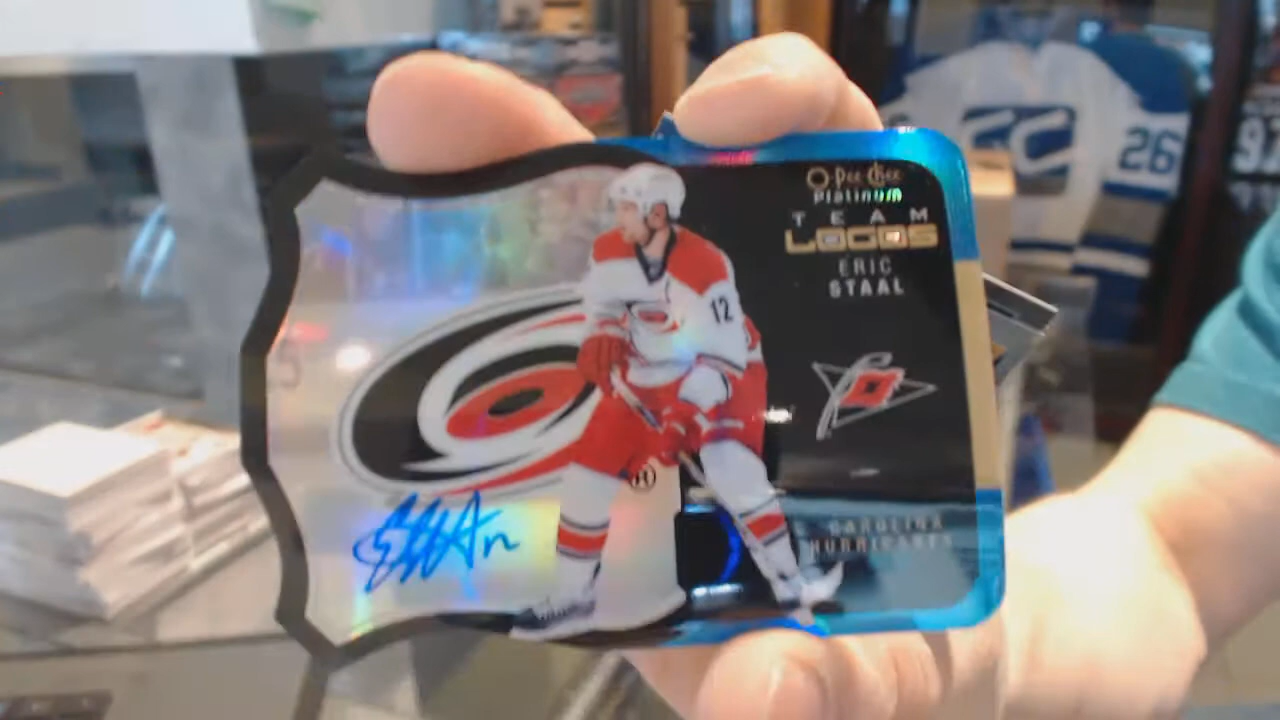 O-Pee-Chee
Platinum
TEAM
LOGOS
ERIC
STAAL
12
C CAROLINA
HURRICANES
26